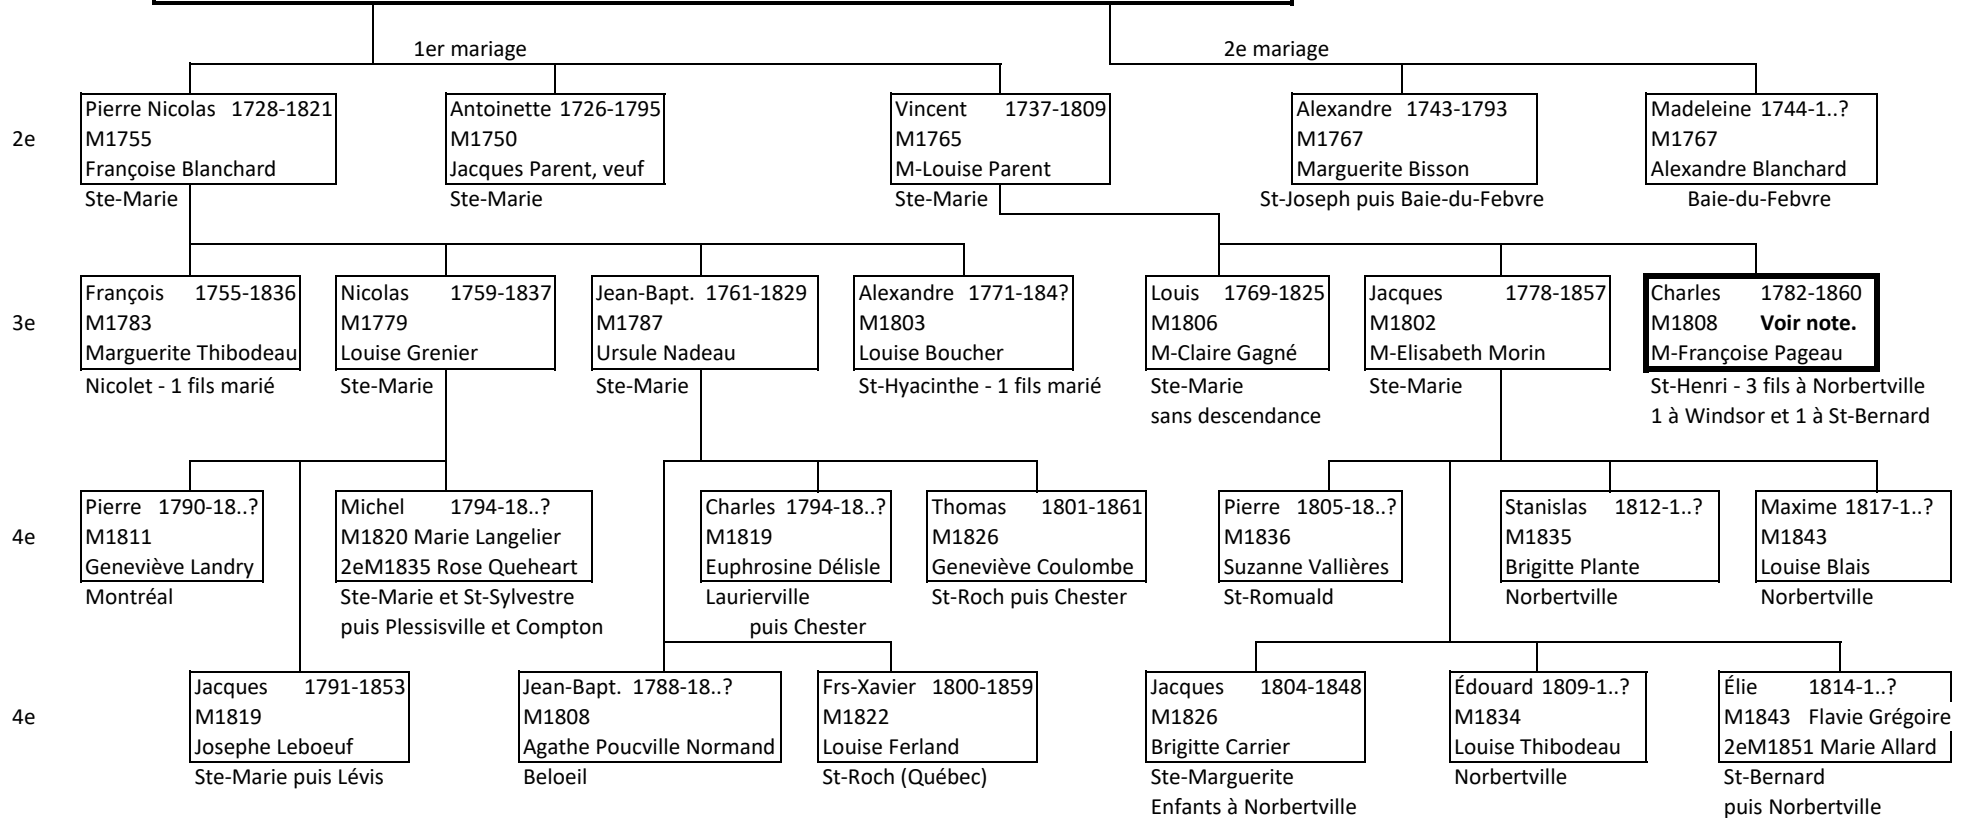 1er mariage
2e mariage
2e
Pierre Nicolas 1728-1821
M1755
Françoise Blanchard
Ste-Marie
Antoinette 1726-1795
M1750
Jacques Parent, veuf
Ste-Marie
Vincent 1737-1809
M1765
M-Louise Parent
Ste-Marie
Alexandre 1743-1793
M1767
Marguerite Bisson
St-Joseph puis Baie-du-Febvre
Madeleine 1744-1..?
M1767
Alexandre Blanchard
Baie-du-Febvre
3e
François 1755-1836
M1783
Marguerite Thibodeau
Nicolet - 1 fils marié
Nicolas 1759-1837
M1779
Louise Grenier
Ste-Marie
Jean-Bapt. 1761-1829
M1787
Ursule Nadeau
Ste-Marie
Alexandre 1771-184?
M1803
Louise Boucher
St-Hyacinthe - 1 fils marié
Louis 1769-1825
M1806
M-Claire Gagné
Ste-Marie
sans descendance
Jacques 1778-1857
M1802
M-Elisabeth Morin
Ste-Marie
Charles 1782-1860
M1808 Voir note.
M-Françoise Pageau
St-Henri - 3 fils à Norbertville
1 à Windsor et 1 à St-Bernard
4e
Pierre 1790-18..?
M1811
Geneviève Landry
Montréal
Michel 1794-18..?
M1820 Marie Langelier
2eM1835 Rose Queheart
Ste-Marie et St-Sylvestre
puis Plessisville et Compton
Charles 1794-18..?
M1819
Euphrosine Délisle
Laurierville
puis Chester
Thomas 1801-1861
M1826
Geneviève Coulombe
St-Roch puis Chester
Pierre 1805-18..?
M1836
Suzanne Vallières
St-Romuald
Stanislas 1812-1..?
M1835
Brigitte Plante
Norbertville
Maxime 1817-1..?
M1843
Louise Blais
Norbertville
4e
Jacques 1791-1853
M1819
Josephe Leboeuf
Ste-Marie puis Lévis
Jean-Bapt. 1788-18..?
M1808
Agathe Poucville Normand
Beloeil
Frs-Xavier 1800-1859
M1822
Louise Ferland
St-Roch (Québec)
Jacques 1804-1848
M1826
Brigitte Carrier
Ste-Marguerite
Enfants à Norbertville
Édouard 1809-1..?
M1834
Louise Thibodeau
Norbertville
Élie 1814-1..?
M1843 Flavie Grégoire
2eM1851 Marie Allard
St-Bernard
puis Norbertville